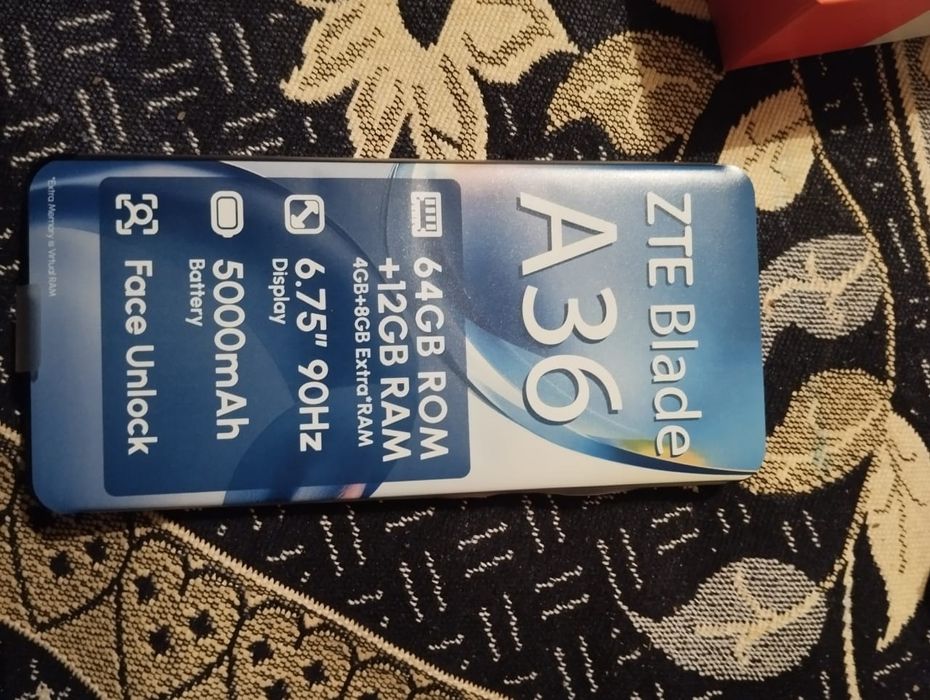 ZTE Blade
A36
64GB ROM
+12GB RAM
4GB+8GB Extra*RAM
6.75" 90Hz
Display
5000mAh
Battery
Face Unlock
*Extra Memory is Virtual RAM